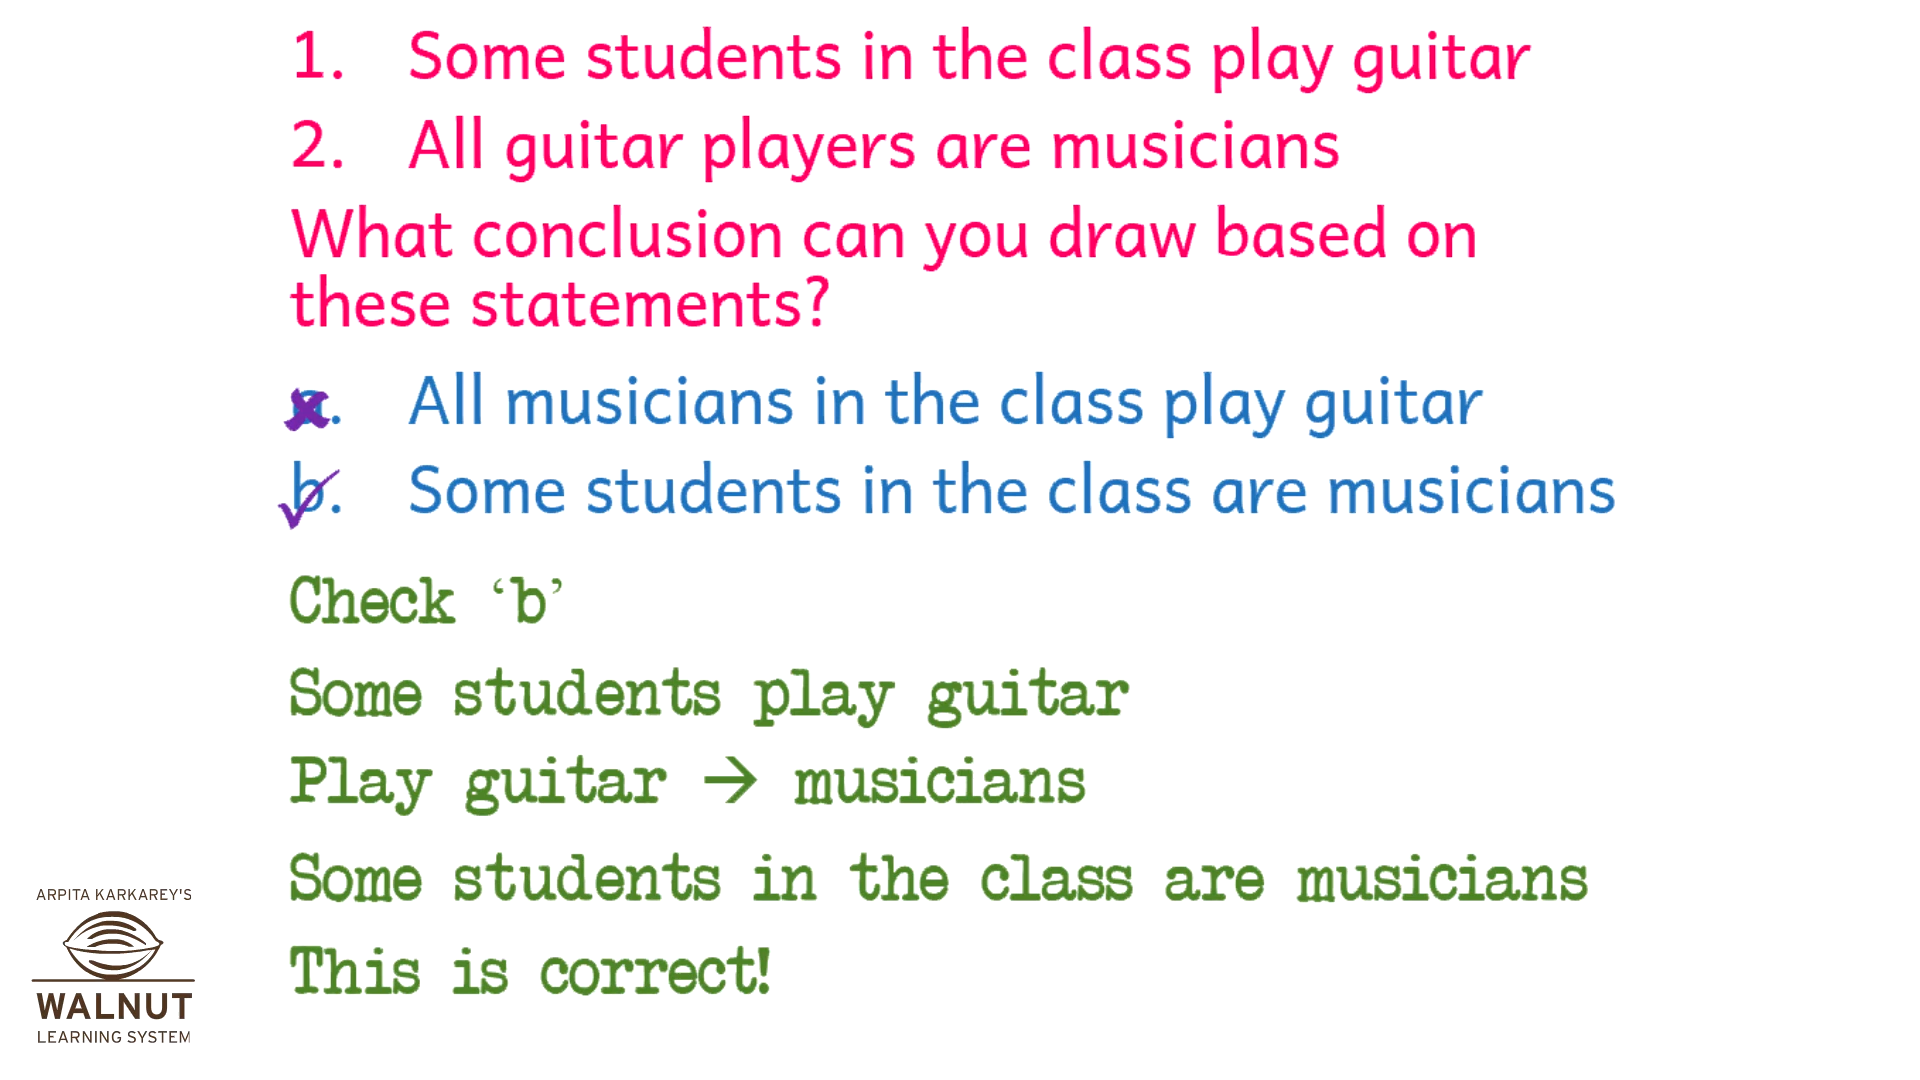 1. Some students in the class play guitar
2. All guitar players are musicians
What conclusion can you draw based on
these statements?
a. All musicians in the class play guitar
b. Some students in the class are musicians
Check ‘b’
Some students play guitar
Play guitar → musicians
Some students in the class are musicians
This is correct!
ARPITA KARKAREY'S
WALNUT
LEARNING SYSTEM